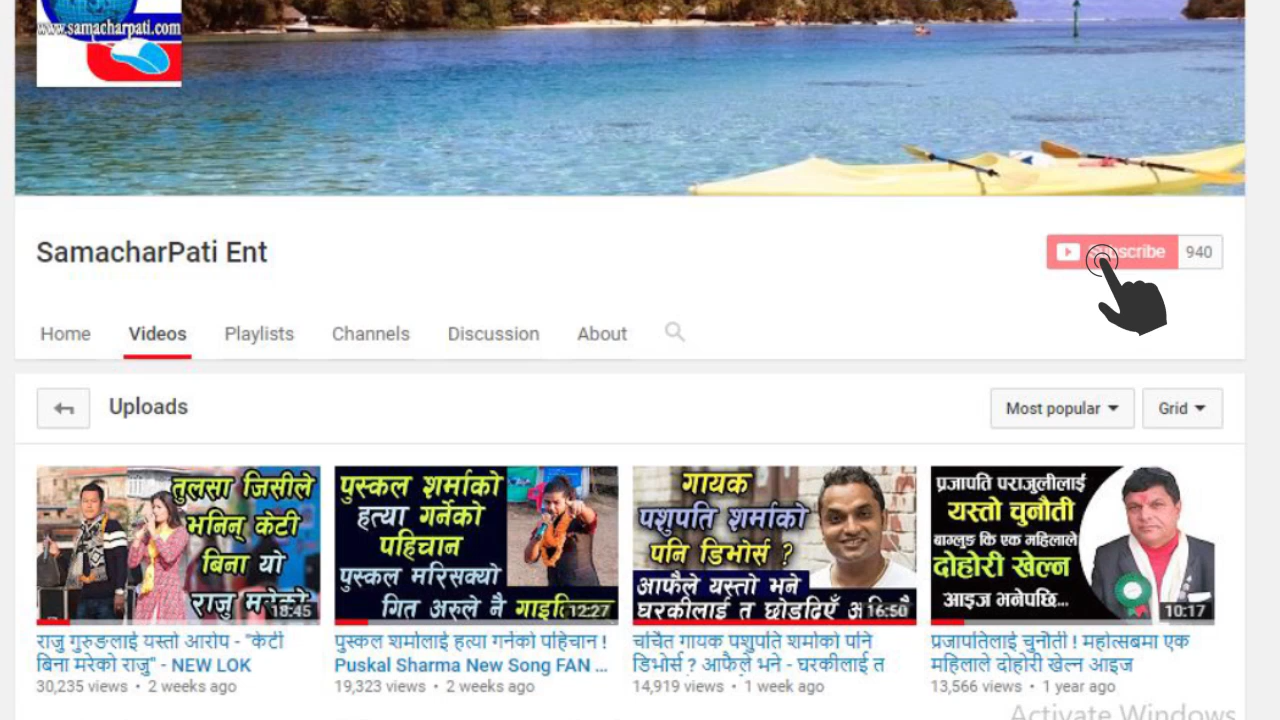 www.samacharpati.com
SamacharPati Ent
Subscribe 940
Home Videos Playlists Channels Discussion About
Uploads
Most popular Grid
तुलसा जिसीले
भनिन् केटी
बिना यो
राजु मरेको
18:45
पुस्कल शर्माको
हत्या गर्नेको
पहिचान
पुस्कल मरिसक्यो
गित अरुले नै
12:27
गायक
पशुपति शर्माको
पनि डिभोर्स ?
आफैले यस्तो भने
घरकीलाई त छोडदिएँ
16:50
प्रजापति पराजुलीलाई
यस्तो चुनौती
बाग्लुङ कि एक महिलाले
दोहोरी खेल्न
आइज भनेपछि...
10:17
राजु गुरुङलाई यस्तो आरोप - "केटी
बिना मरेको राजु" - NEW LOK
30,235 views • 2 weeks ago
पुस्कल शर्मालाई हत्या गर्नेको पहिचान !
Puskal Sharma New Song FAN ...
19,323 views • 2 weeks ago
चर्चित गायक पशुपति शर्माको पनि
डिभोर्स ? आफैले भने - घरकीलाई त
14,919 views • 1 week ago
प्रजापतिलाई चुनौती ! महोत्सबमा एक
महिलाले दोहोरी खेल्न आइज
13,566 views • 1 year ago
Activate Windows